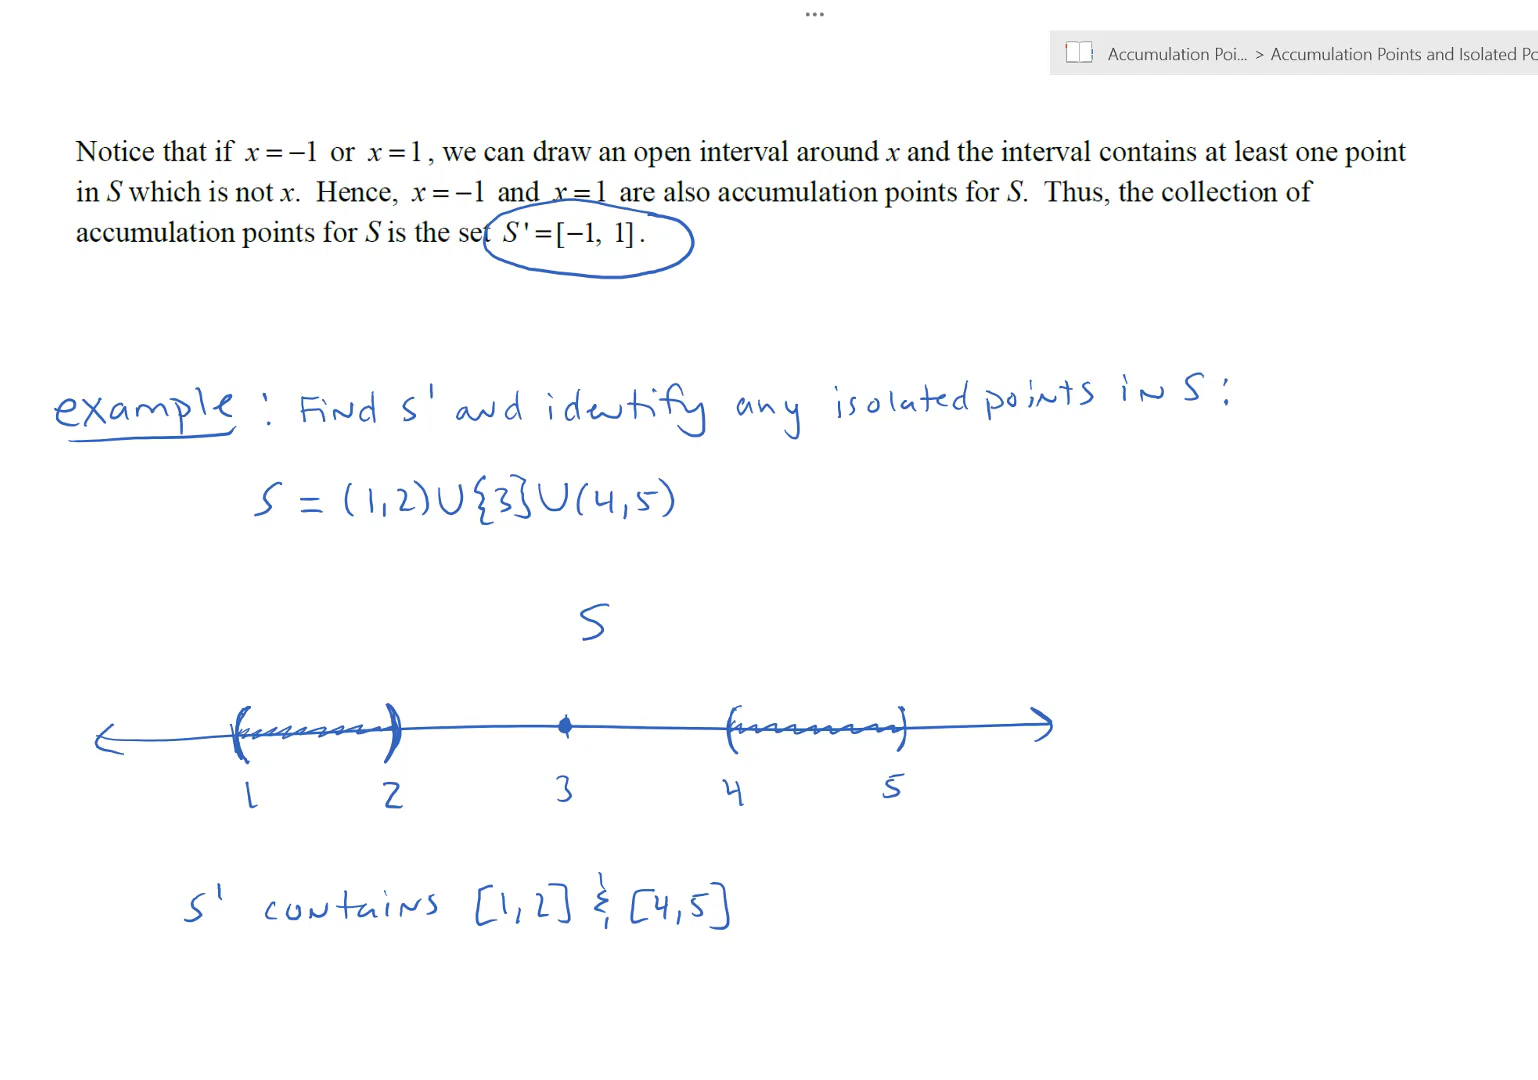 ...
Accumulation Poi... > Accumulation Points and Isolated Po
Notice that if x = −1 or x = 1, we can draw an open interval around x and the interval contains at least one point
in S which is not x. Hence, x = −1 and x = 1 are also accumulation points for S. Thus, the collection of
accumulation points for S is the set S' = [−1, 1].
example : Find S' and identify any isolated points in S :
S = (1,2)∪{3}∪(4,5)
S
1 2 3 4 5
S' contains [1,2] & [4,5]